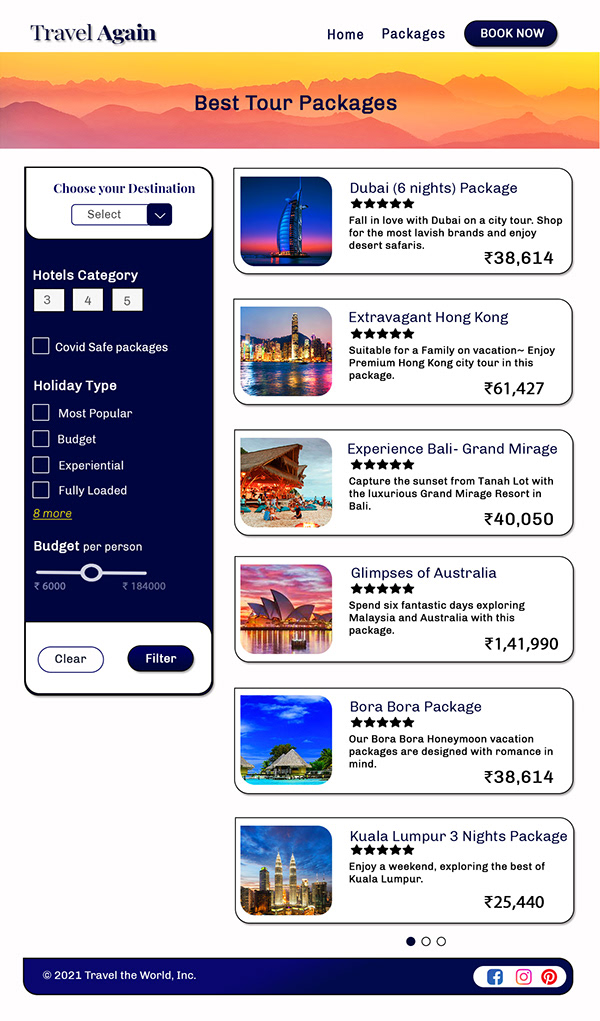 Travel Again
Home
Packages
BOOK NOW
Best Tour Packages
Choose your Destination
Select
Hotels Category
3
4
5
Covid Safe packages
Holiday Type
Most Popular
Budget
Experiential
Fully Loaded
8 more
Budget per person
₹ 6000
₹ 184000
Clear
Filter
Dubai (6 nights) Package
Fall in love with Dubai on a city tour. Shop
for the most lavish brands and enjoy
desert safaris.
₹38,614
Extravagant Hong Kong
Suitable for a Family on vacation~ Enjoy
Premium Hong Kong city tour in this
package.
₹61,427
Experience Bali- Grand Mirage
Capture the sunset from Tanah Lot with
the luxurious Grand Mirage Resort in
Bali.
₹40,050
Glimpses of Australia
Spend six fantastic days exploring
Malaysia and Australia with this
package.
₹1,41,990
Bora Bora Package
Our Bora Bora Honeymoon vacation
packages are designed with romance in
mind.
₹38,614
Kuala Lumpur 3 Nights Package
Enjoy a weekend, exploring the best of
Kuala Lumpur.
₹25,440
© 2021 Travel the World, Inc.